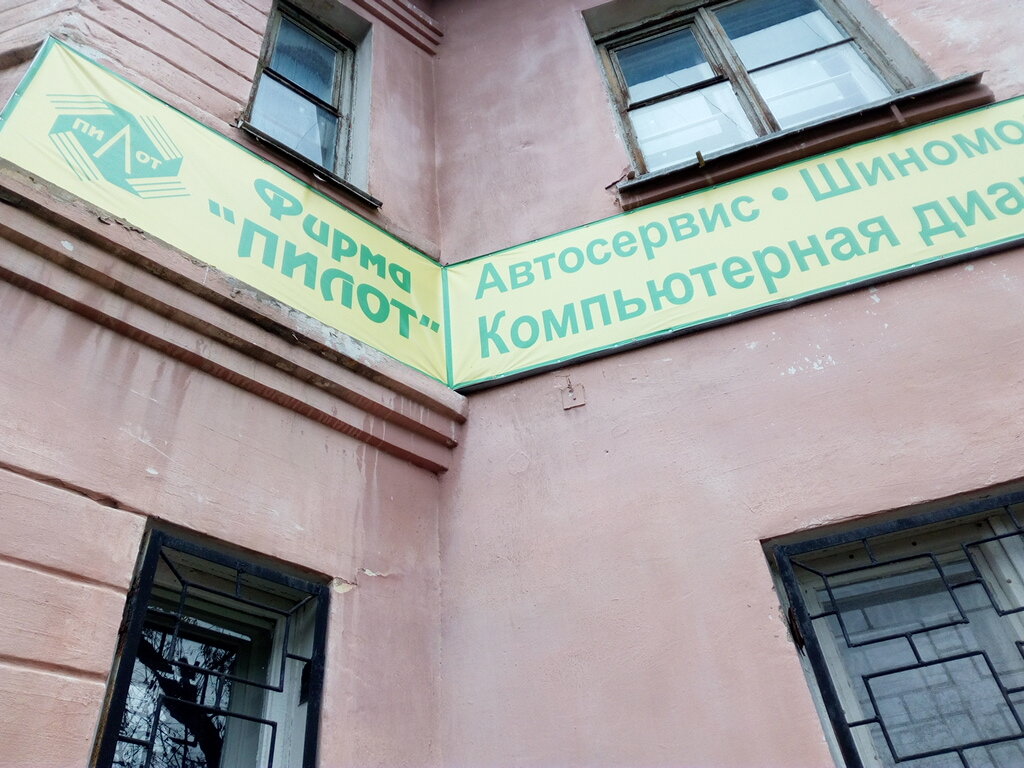 ПИЛОТ
Фирма
"ПИЛОТ"
Автосервис • Шиномо
Компьютерная диа